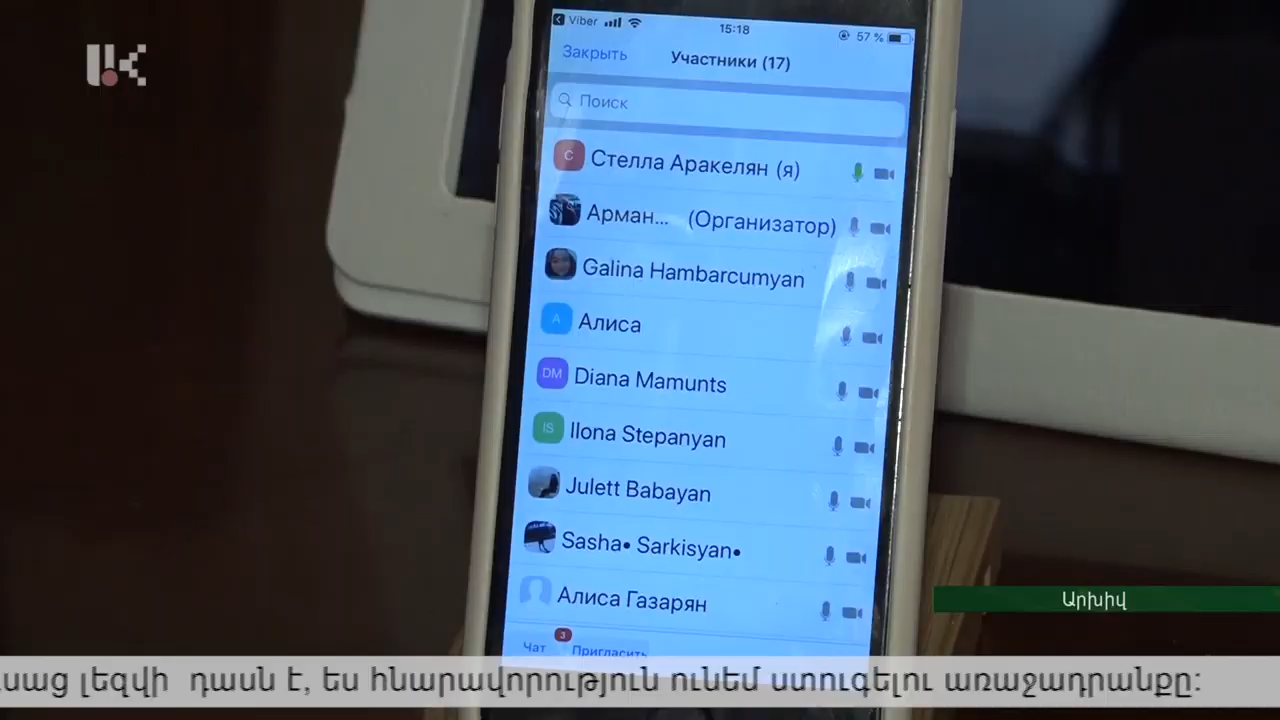 Viber 15:18 57 %
Закрыть Участники (17)
Поиск
С Стелла Аракелян (я)
Арман... (Организатор)
Galina Hambarcumyan
А Алиса
DM Diana Mamunts
IS Ilona Stepanyan
Julett Babayan
Sasha• Sarkisyan•
Алиса Газарян
3
Чат Пригласить
Արխիվ
լեզվի դասն է, ես հնարավորություն ունեմ ստուգելու առաջադրանքը: